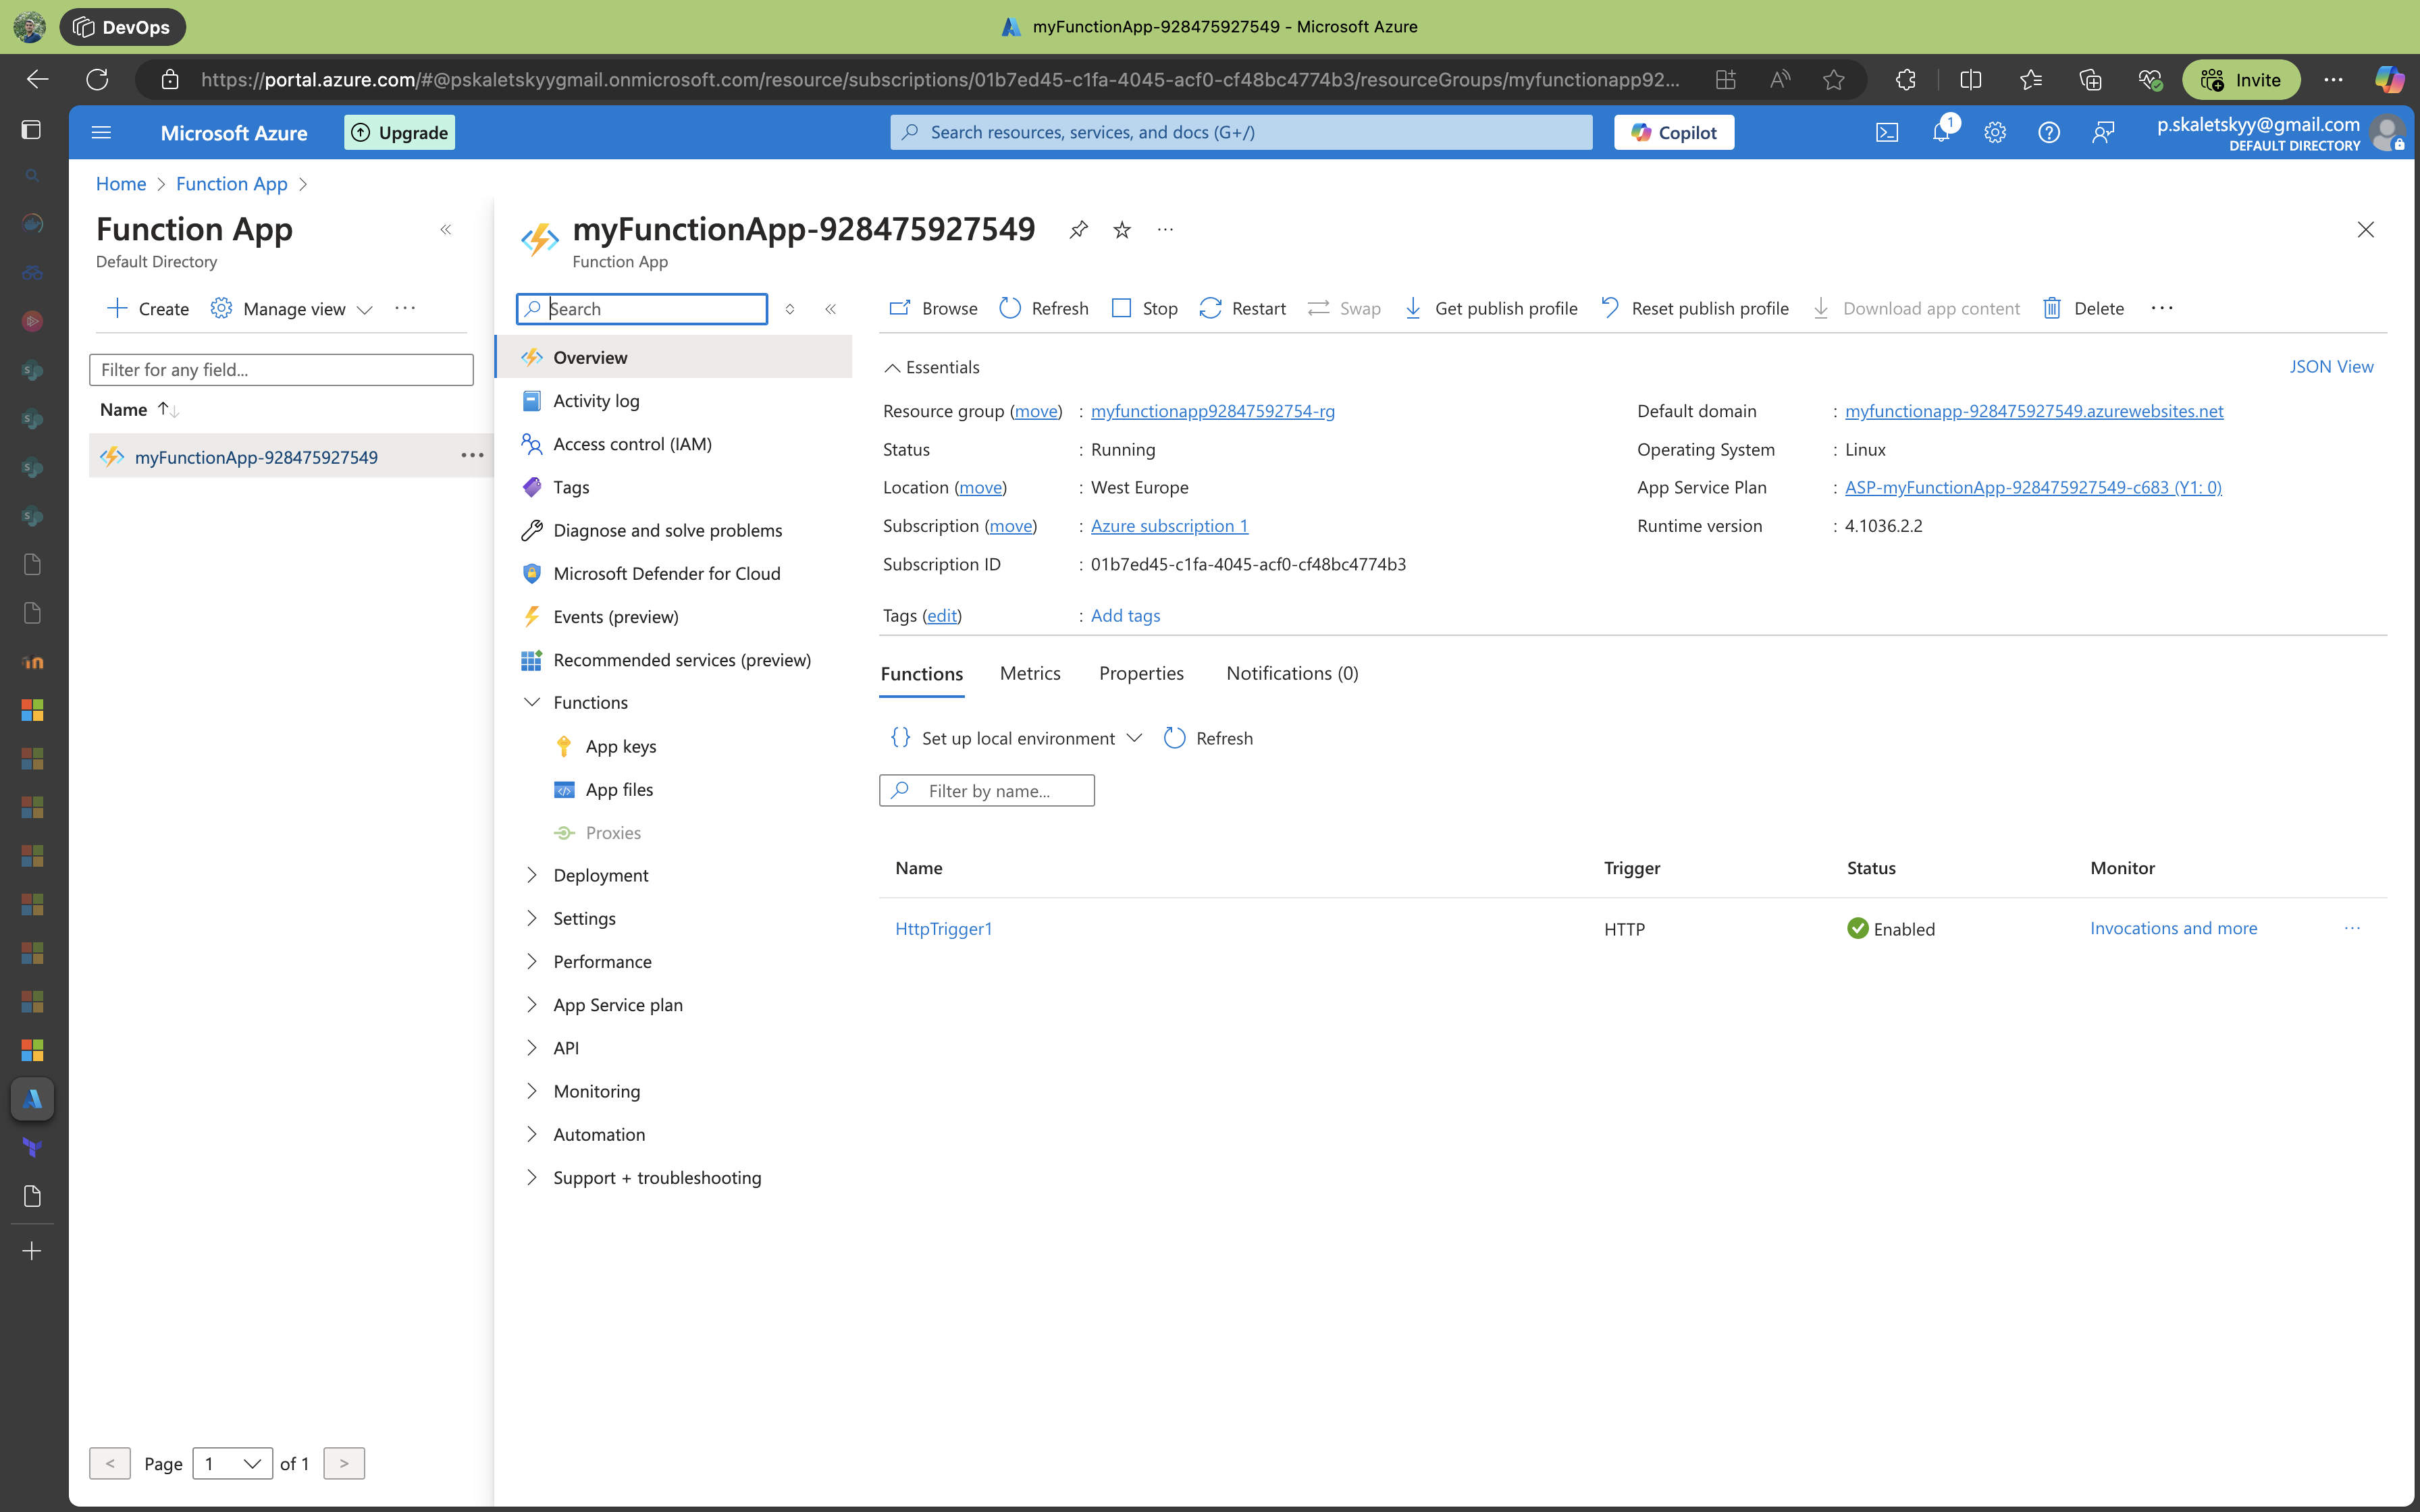 DevOps
myFunctionApp-928475927549 - Microsoft Azure
https://portal.azure.com/#@pskaletskyygmail.onmicrosoft.com/resource/subscriptions/01b7ed45-c1fa-4045-acf0-cf48bc4774b3/resourceGroups/myfunctionapp92...
Invite
Microsoft Azure
Upgrade
Search resources, services, and docs (G+/)
Copilot
1
p.skaletskyy@gmail.com
DEFAULT DIRECTORY
Home > Function App >
Function App
Default Directory
Create
Manage view
Filter for any field...
Name
myFunctionApp-928475927549
Page 1 of 1
myFunctionApp-928475927549
Function App
Search
Overview
Activity log
Access control (IAM)
Tags
Diagnose and solve problems
Microsoft Defender for Cloud
Events (preview)
Recommended services (preview)
Functions
App keys
App files
Proxies
Deployment
Settings
Performance
App Service plan
API
Monitoring
Automation
Support + troubleshooting
Browse Refresh Stop Restart Swap Get publish profile Reset publish profile Download app content Delete
Essentials
JSON View
Resource group (move) : myfunctionapp92847592754-rg
Status : Running
Location (move) : West Europe
Subscription (move) : Azure subscription 1
Subscription ID : 01b7ed45-c1fa-4045-acf0-cf48bc4774b3
Default domain : myfunctionapp-928475927549.azurewebsites.net
Operating System : Linux
App Service Plan : ASP-myFunctionApp-928475927549-c683 (Y1: 0)
Runtime version : 4.1036.2.2
Tags (edit) : Add tags
Functions Metrics Properties Notifications (0)
Set up local environment Refresh
Filter by name...
Name Trigger Status Monitor
HttpTrigger1 HTTP Enabled Invocations and more